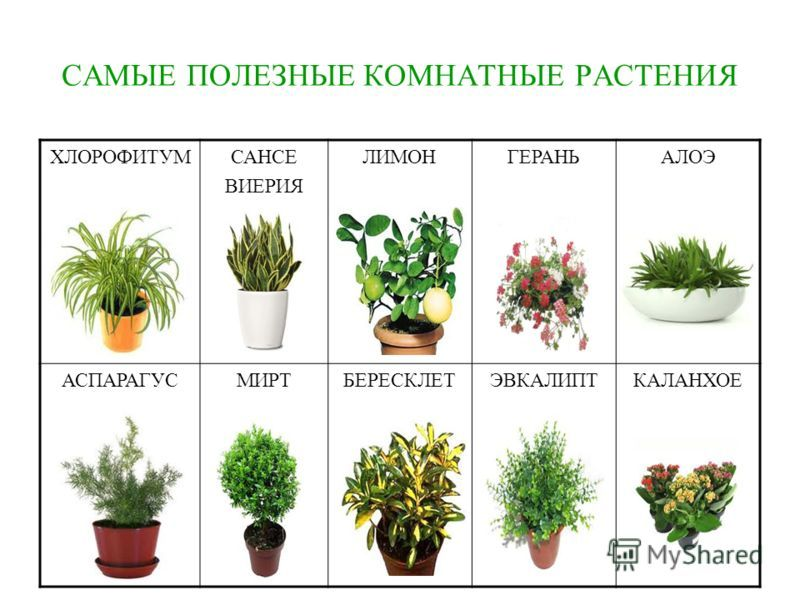 САМЫЕ ПОЛЕЗНЫЕ КОМНАТНЫЕ РАСТЕНИЯ
ХЛОРОФИТУМ
САНСЕ
ВИЕРИЯ
ЛИМОН
ГЕРАНЬ
АЛОЭ
АСПАРАГУС
МИРТ
БЕРЕСКЛЕТ
ЭВКАЛИПТ
КАЛАНХОЕ
MyShared